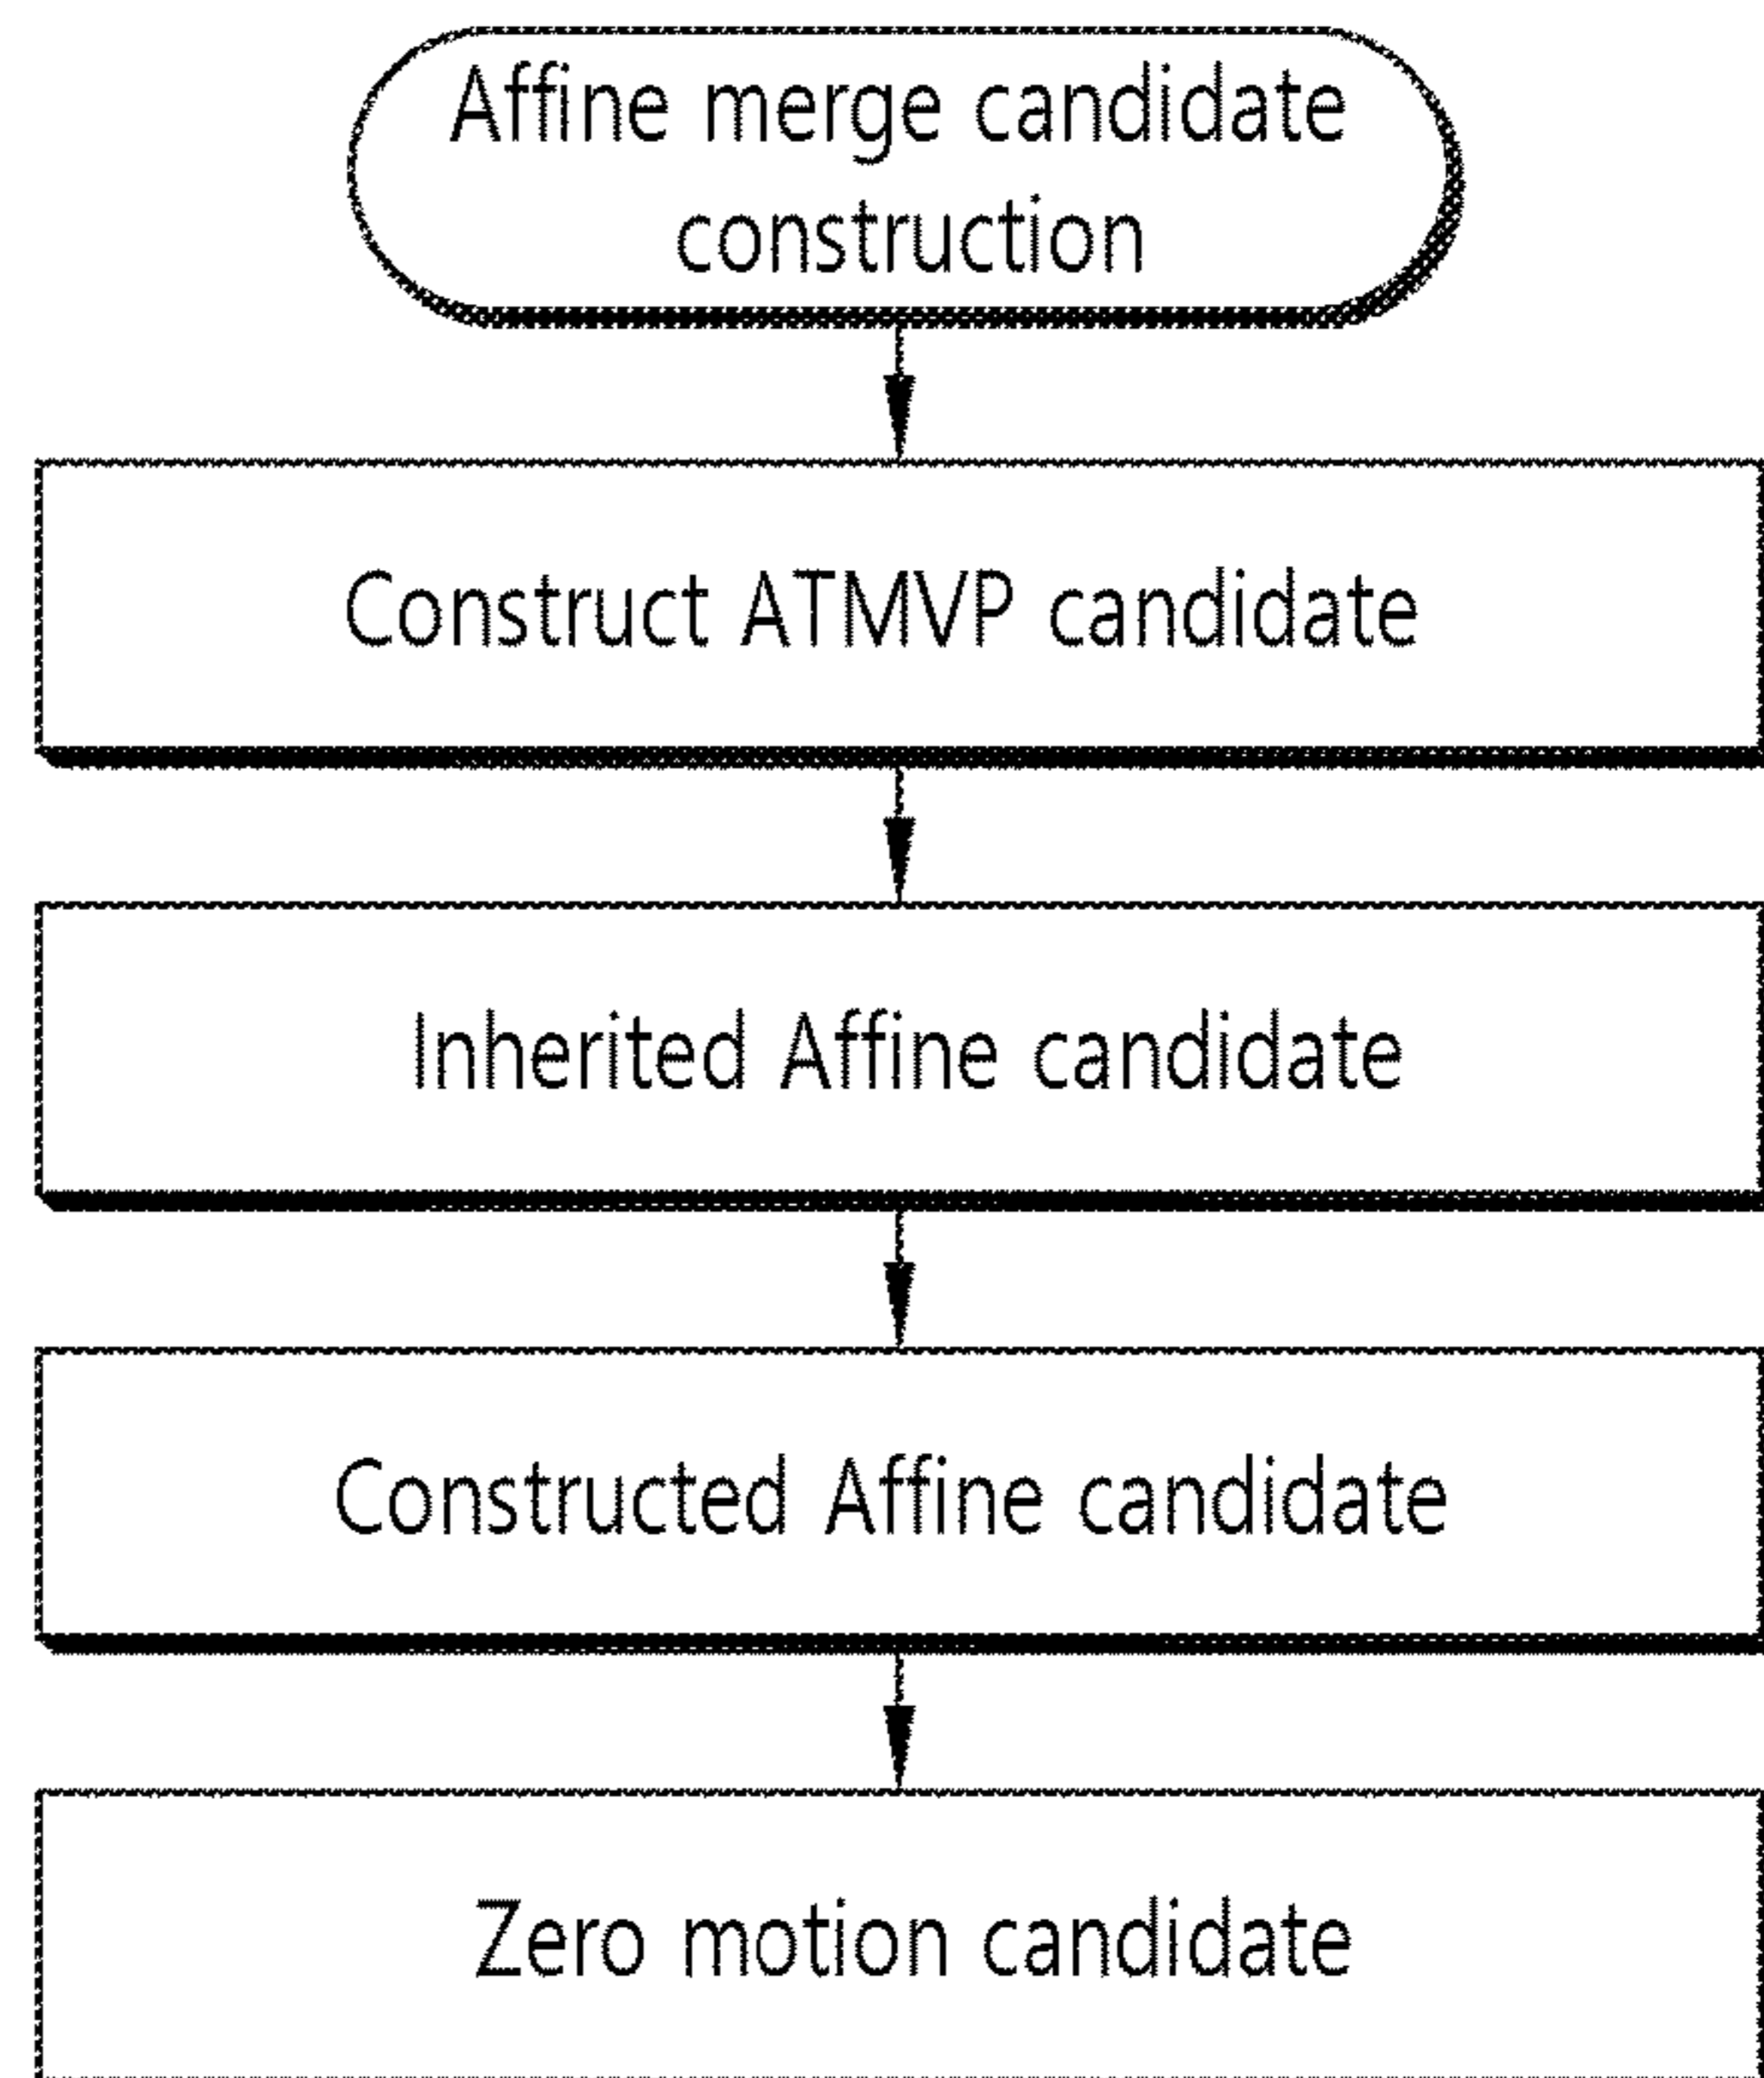 Affine merge candidate
construction
Construct ATMVP candidate
Inherited Affine candidate
Constructed Affine candidate
Zero motion candidate